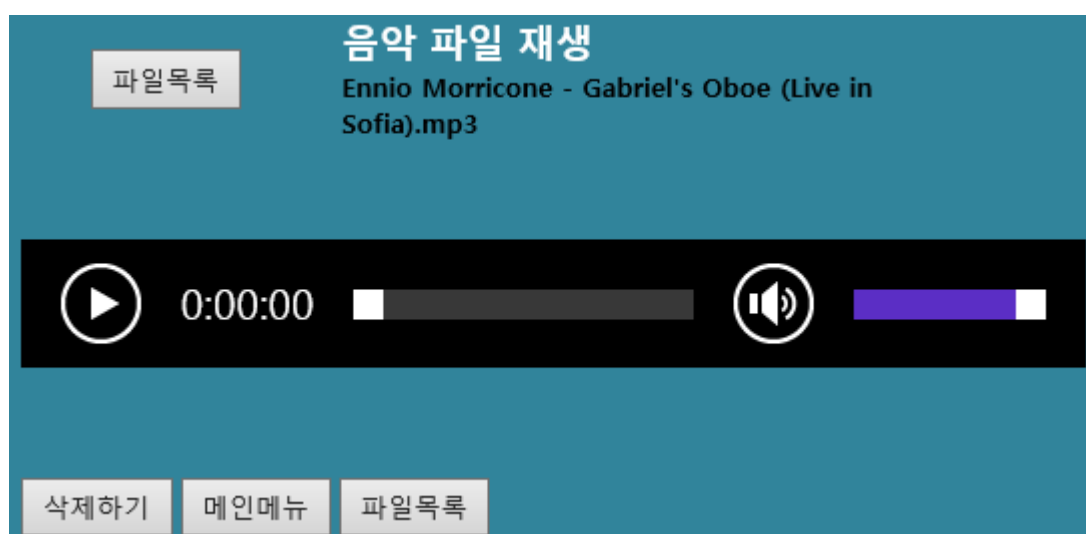 파일목록
음악 파일 재생
Ennio Morricone - Gabriel's Oboe (Live in
Sofia).mp3
0:00:00
삭제하기 메인메뉴 파일목록